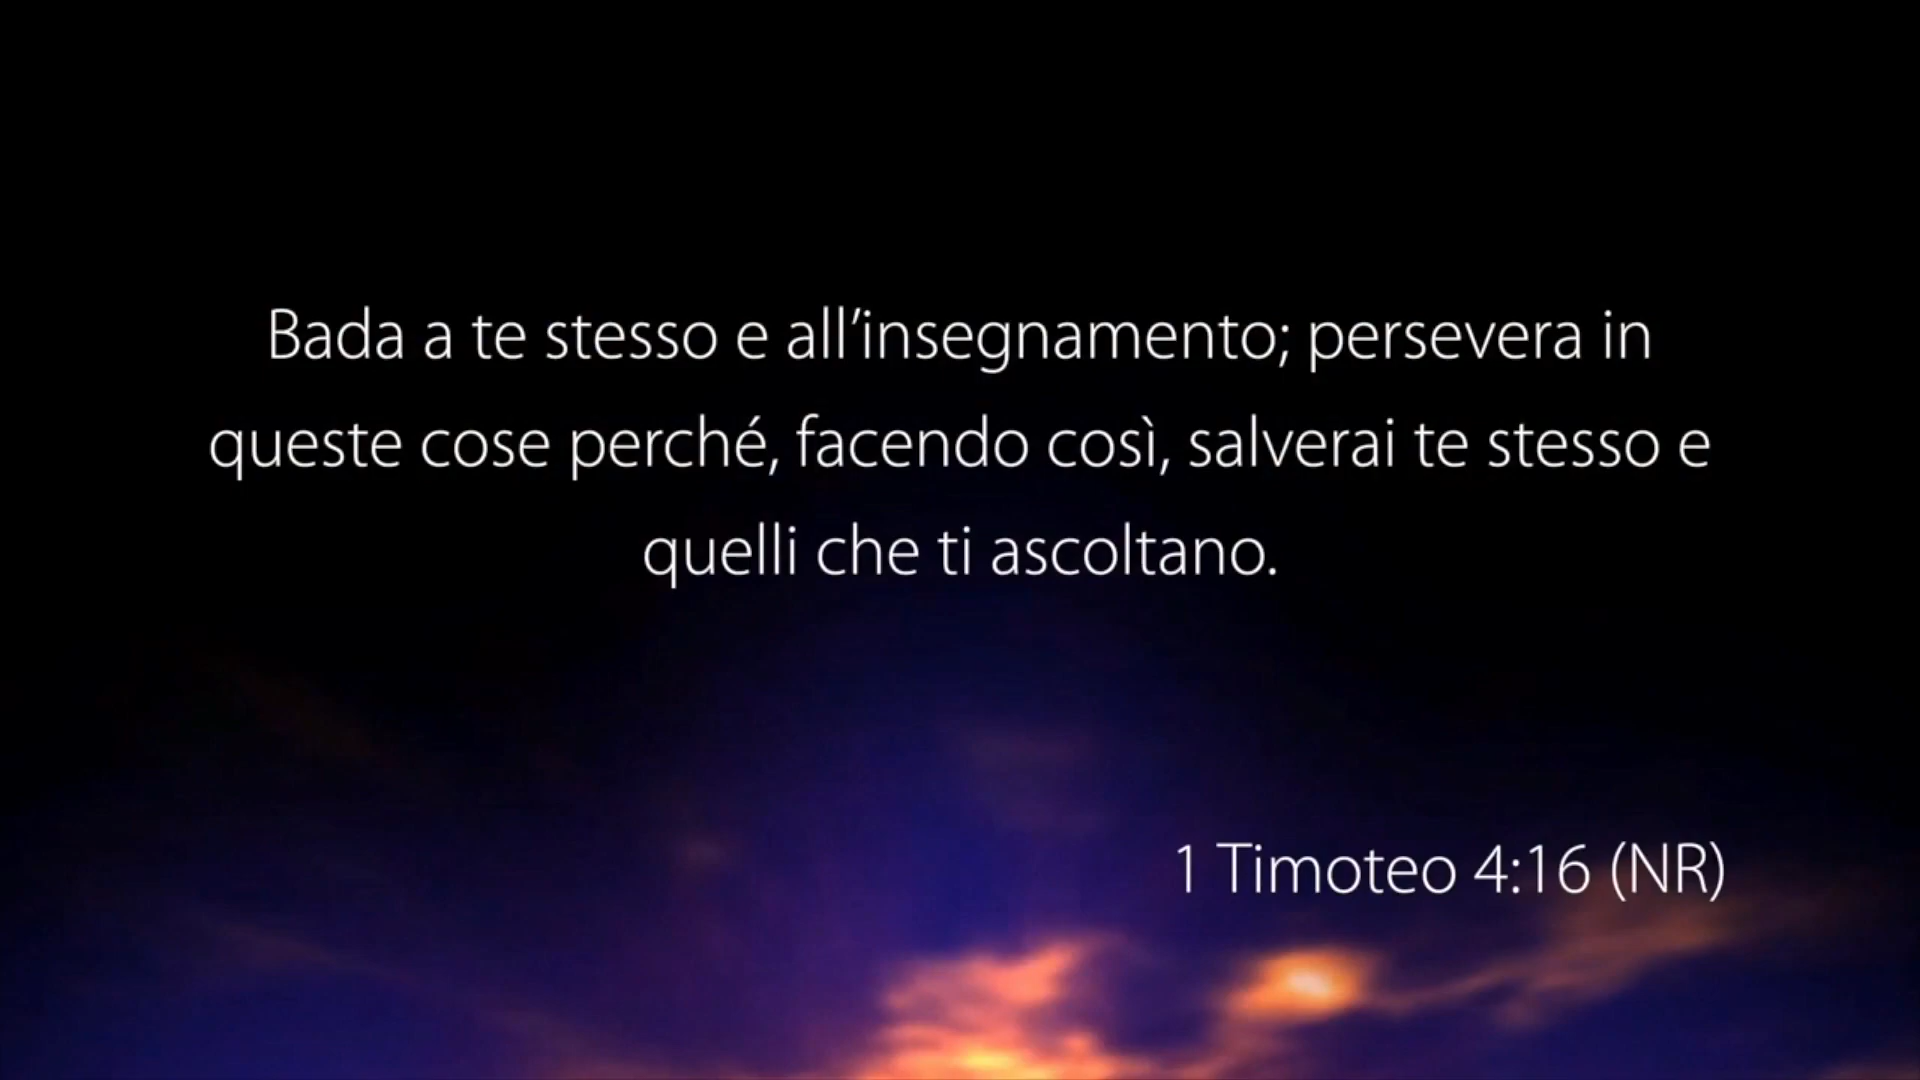 Bada a te stesso e all’insegnamento; persevera in
queste cose perché, facendo così, salverai te stesso e
quelli che ti ascoltano.
1 Timoteo 4:16 (NR)